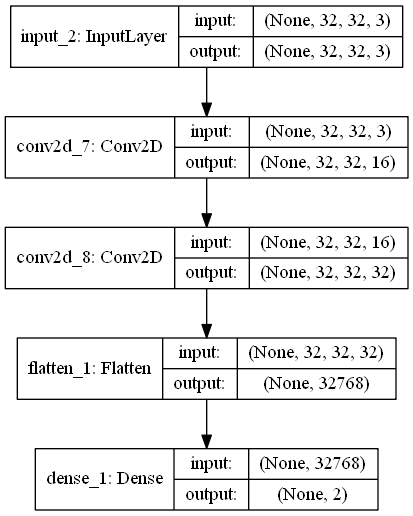 input_2: InputLayer
input: (None, 32, 32, 3)
output: (None, 32, 32, 3)
conv2d_7: Conv2D
input: (None, 32, 32, 3)
output: (None, 32, 32, 16)
conv2d_8: Conv2D
input: (None, 32, 32, 16)
output: (None, 32, 32, 32)
flatten_1: Flatten
input: (None, 32, 32, 32)
output: (None, 32768)
dense_1: Dense
input: (None, 32768)
output: (None, 2)